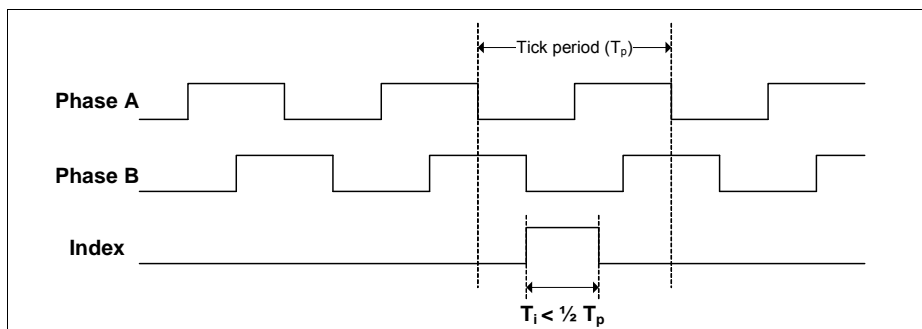 Tick period (Tp)
Phase A
Phase B
Index
Ti < ½ Tp